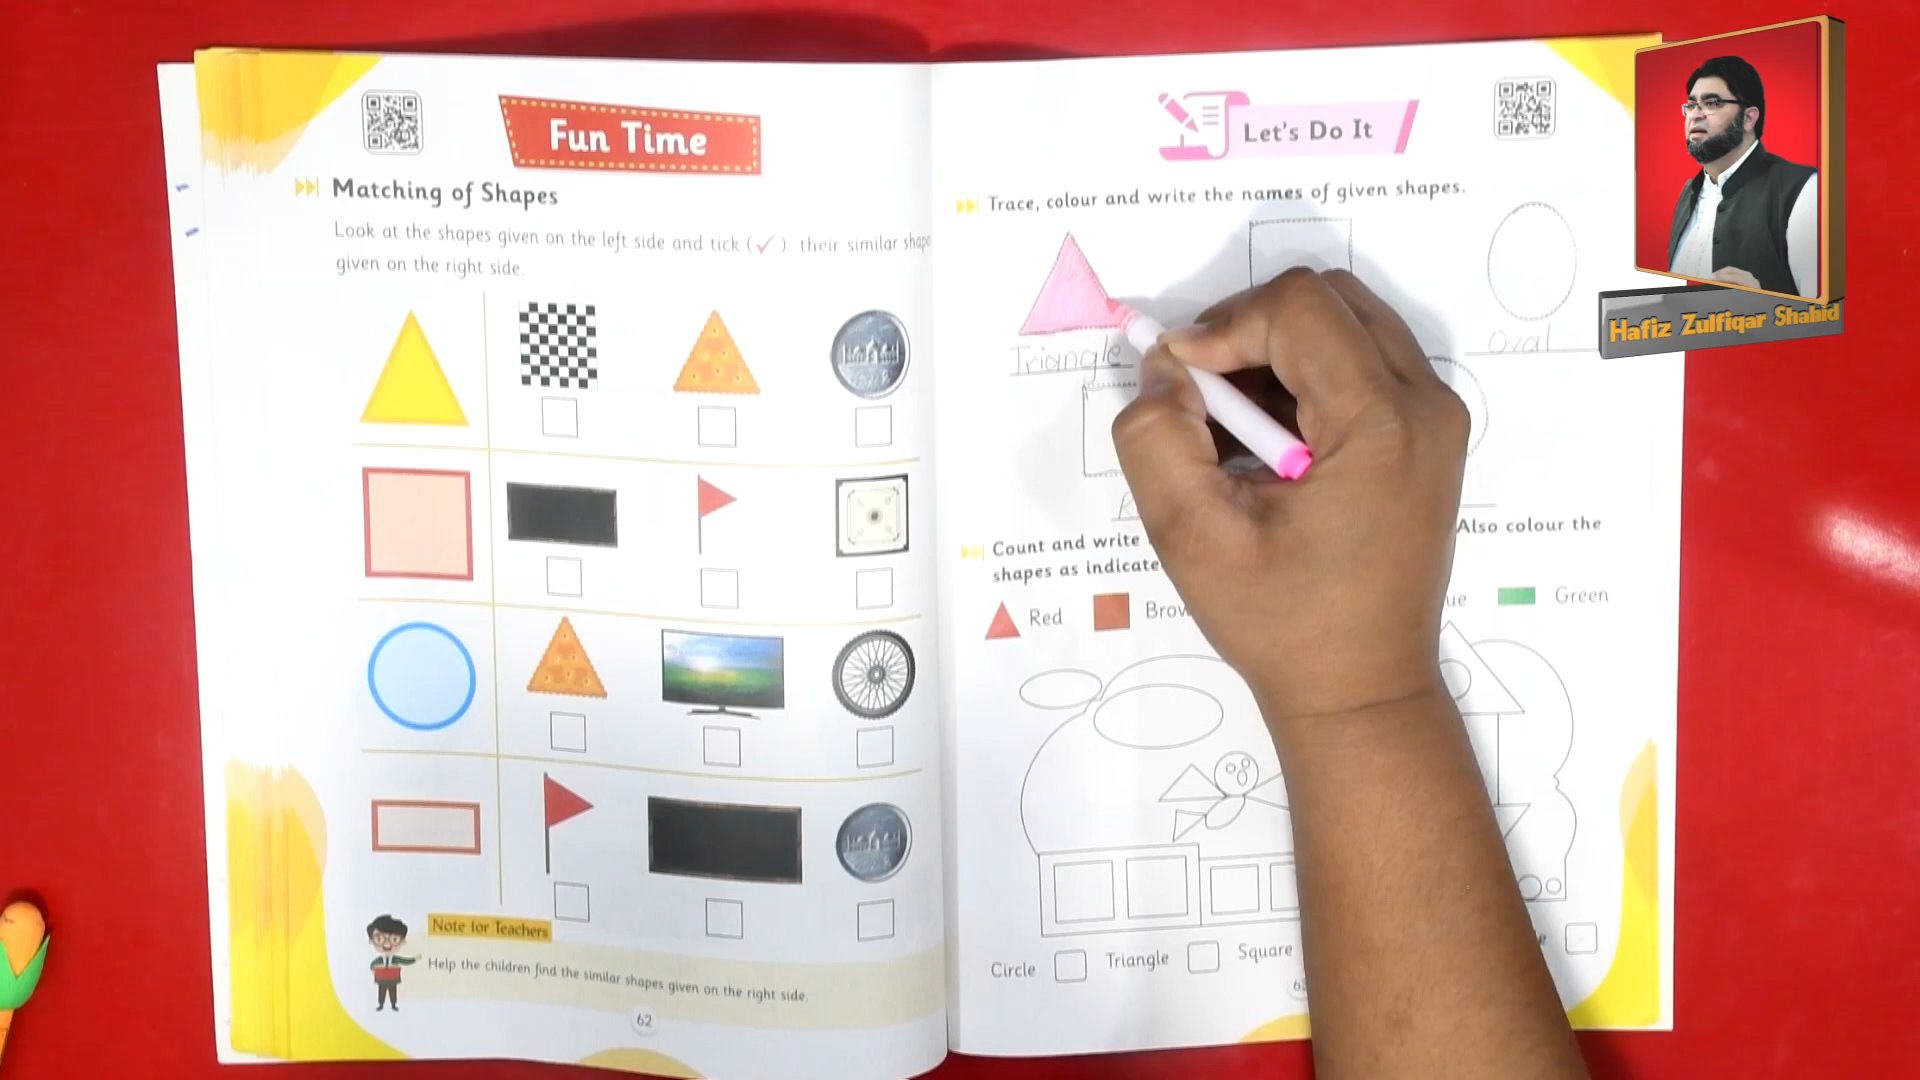 Fun Time
Matching of Shapes
Look at the shapes given on the left side and tick (✓) their similar
given on the right side.
Note for Teachers
Help the children find the similar shapes given on the right side.
62
Let's Do It
Trace, colour and write the names of given shapes.
Triangle
Oval
Count and write
Also colour the
shapes as
Red
Green
Circle
Triangle
Square
Hafiz Zulfiqar Shahid